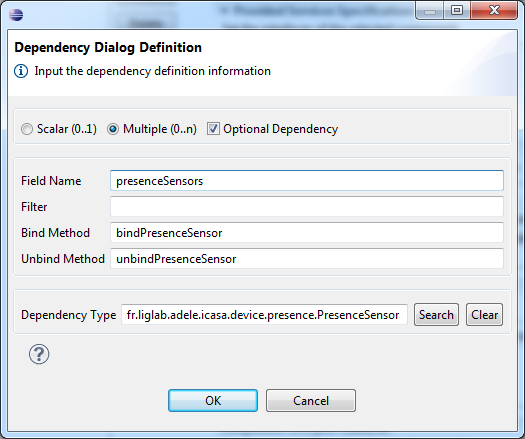 Dependency Dialog Definition
Input the dependency definition information
Scalar (0..1) Multiple (0..n) Optional Dependency
Field Name presenceSensors
Filter
Bind Method bindPresenceSensor
Unbind Method unbindPresenceSensor
Dependency Type fr.liglab.adele.icasa.device.presence.PresenceSensor Search Clear
?
OK Cancel